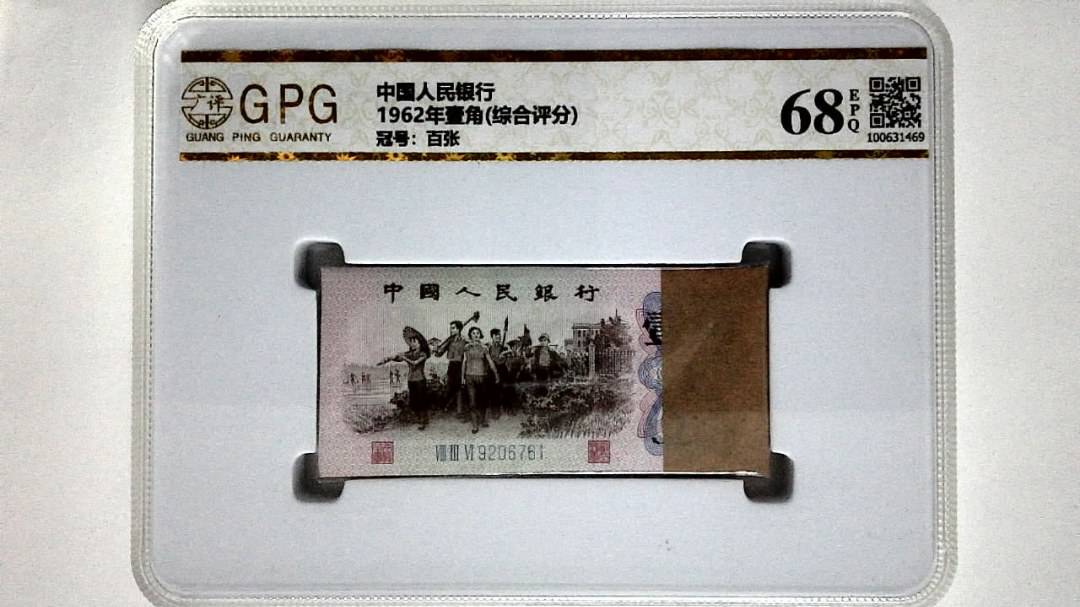 广评
GPG
GUANG PING GUARANTY
中国人民银行
1962年壹角(综合评分)
冠号：百张
68
EPQ
100631469
中國人民銀行
VIII III VI 9206761